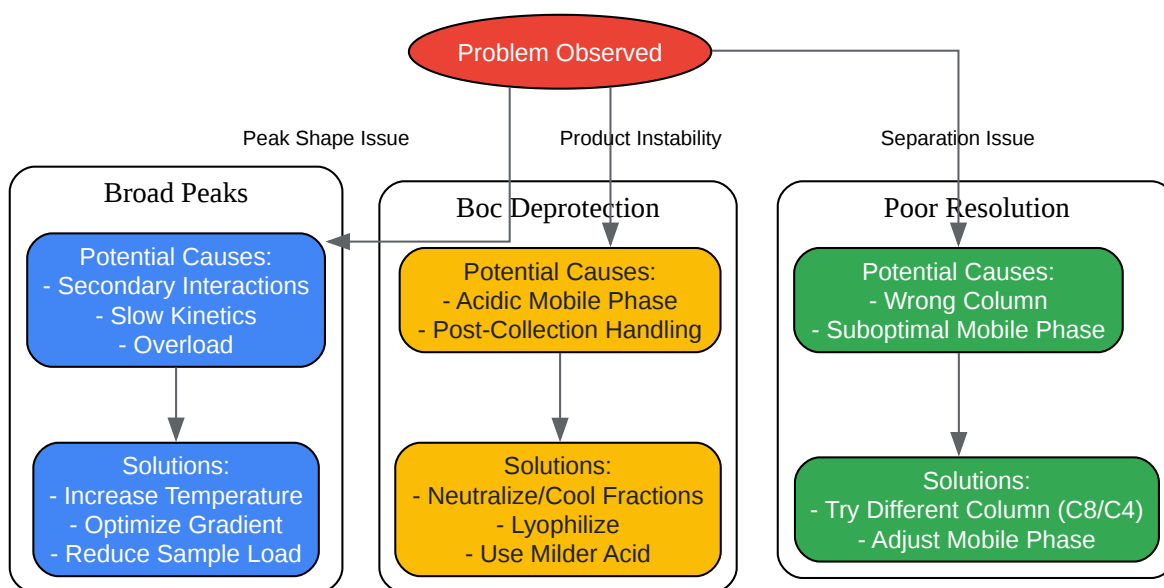 Problem Observed
Peak Shape Issue
Product Instability
Separation Issue
Broad Peaks
Potential Causes:
- Secondary Interactions
- Slow Kinetics
- Overload
Solutions:
- Increase Temperature
- Optimize Gradient
- Reduce Sample Load
Boc Deprotection
Potential Causes:
- Acidic Mobile Phase
- Post-Collection Handling
Solutions:
- Neutralize/Cool Fractions
- Lyophilize
- Use Milder Acid
Poor Resolution
Potential Causes:
- Wrong Column
- Suboptimal Mobile Phase
Solutions:
- Try Different Column (C8/C4)
- Adjust Mobile Phase